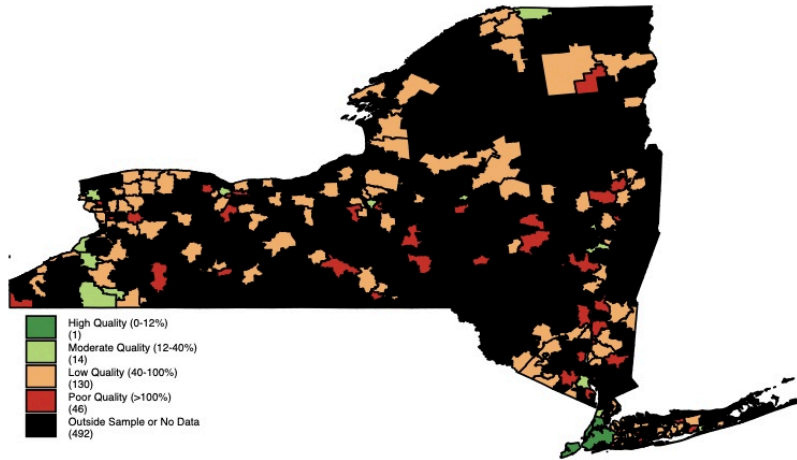 High Quality (0-12%)
(1)
Moderate Quality (12-40%)
(14)
Low Quality (40-100%)
(130)
Poor Quality (>100%)
(46)
Outside Sample or No Data
(492)